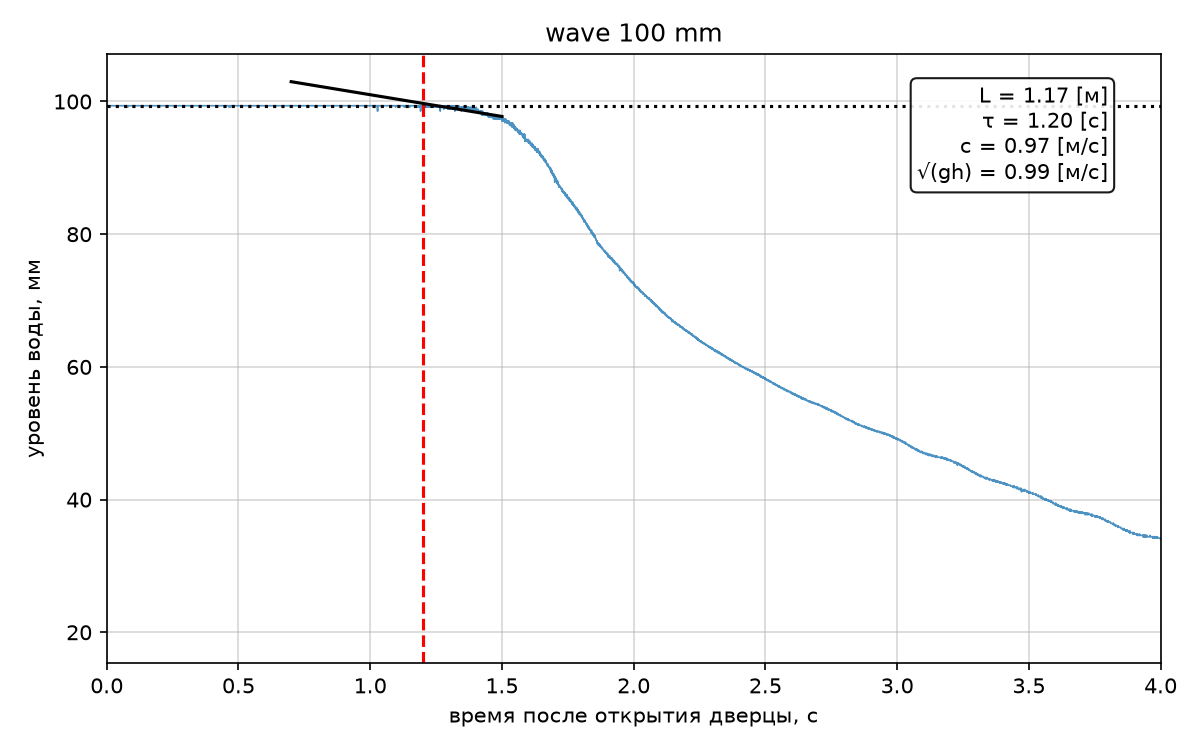 wave 100 mm
L = 1.17 [м]
τ = 1.20 [с]
c = 0.97 [м/с]
√(gh) = 0.99 [м/с]
уровень воды, мм
100
80
60
40
20
0.0 0.5 1.0 1.5 2.0 2.5 3.0 3.5 4.0
время после открытия дверцы, с